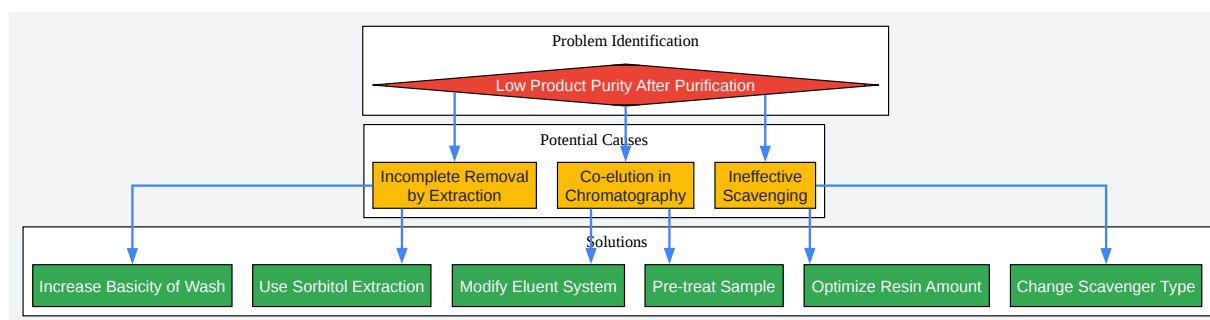 Problem Identification
Low Product Purity After Purification
Potential Causes
Incomplete Removal
by Extraction
Co-elution in
Chromatography
Ineffective
Scavenging
Solutions
Increase Basicity of Wash
Use Sorbitol Extraction
Modify Eluent System
Pre-treat Sample
Optimize Resin Amount
Change Scavenger Type